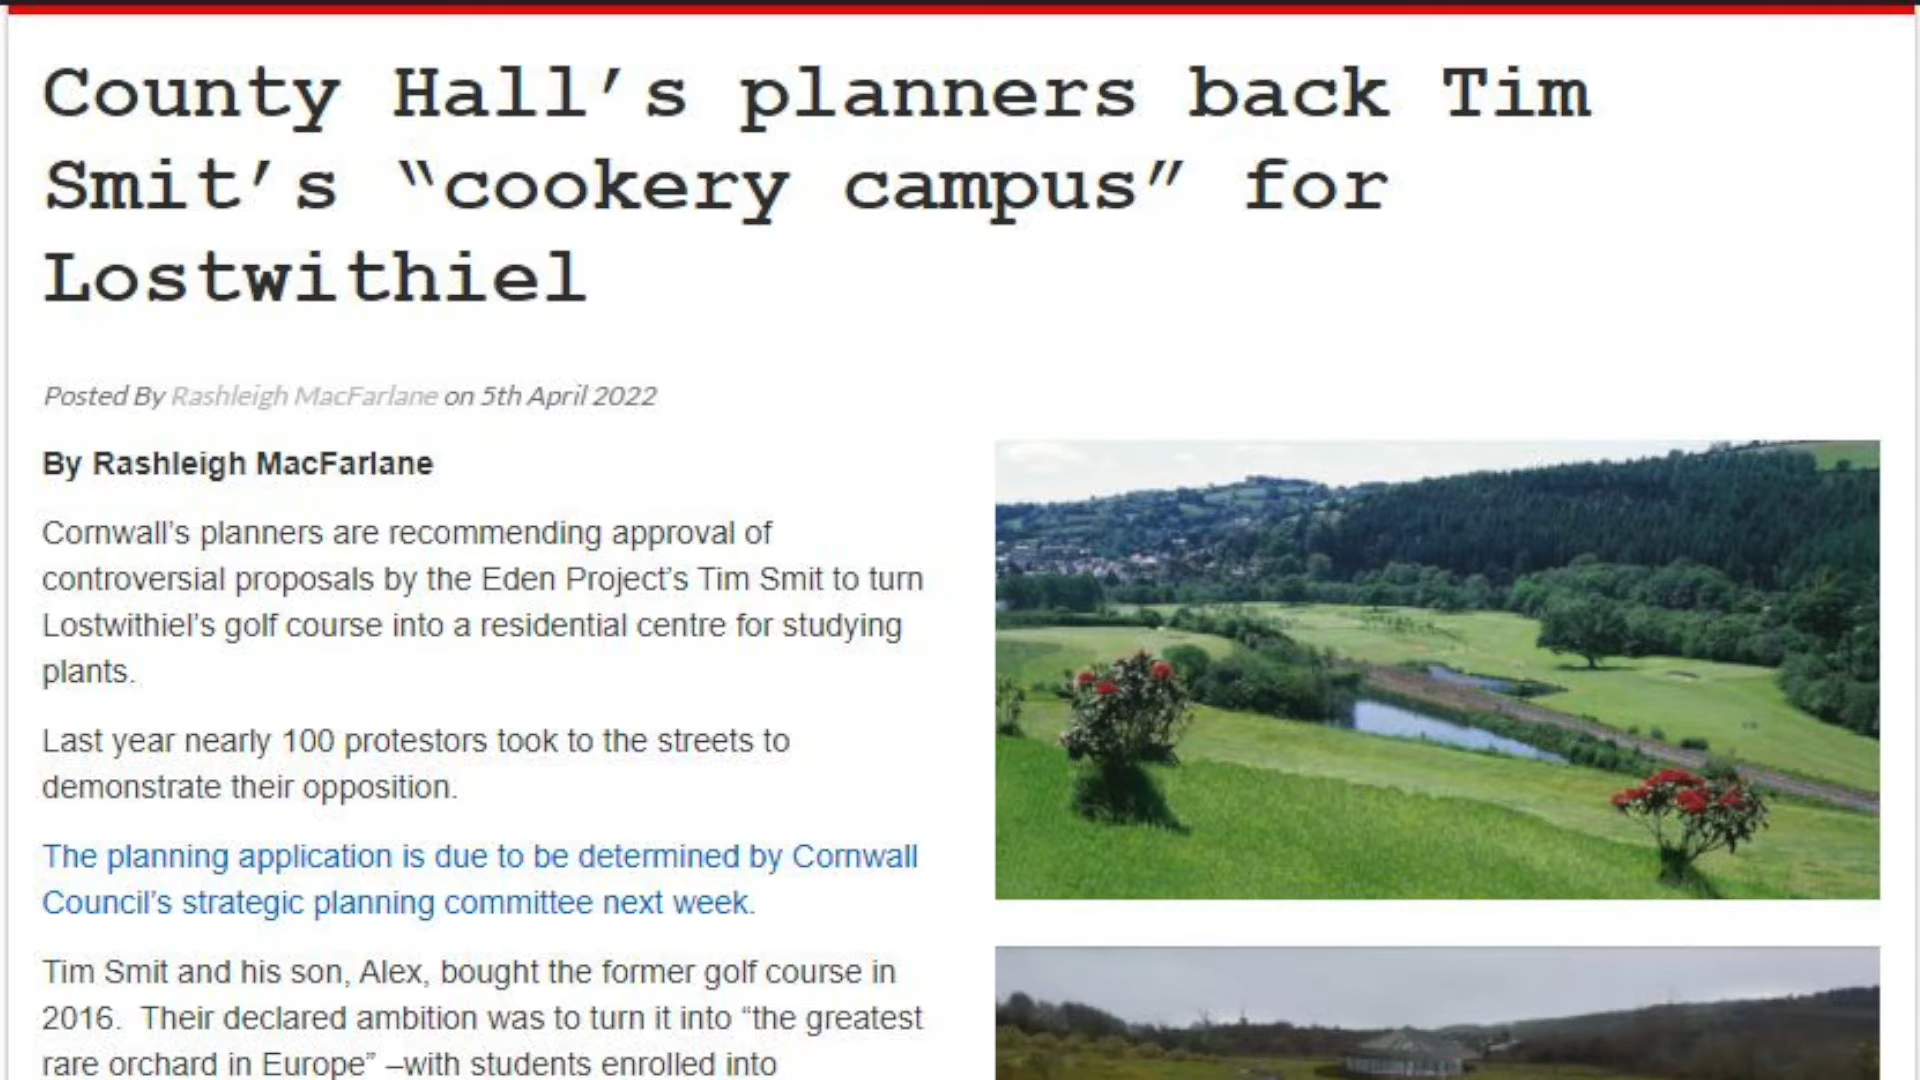 County Hall’s planners back Tim
Smit’s “cookery campus” for
Lostwithiel
Posted By Rashleigh MacFarlane on 5th April 2022
By Rashleigh MacFarlane
Cornwall’s planners are recommending approval of
controversial proposals by the Eden Project’s Tim Smit to turn
Lostwithiel’s golf course into a residential centre for studying
plants.
Last year nearly 100 protestors took to the streets to
demonstrate their opposition.
The planning application is due to be determined by Cornwall
Council’s strategic planning committee next week.
Tim Smit and his son, Alex, bought the former golf course in
2016.  Their declared ambition was to turn it into “the greatest
rare orchard in Europe” –with students enrolled into